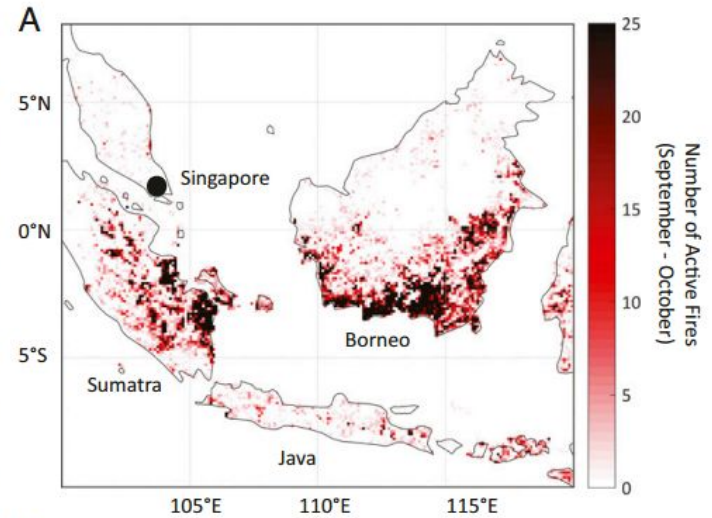 A
5°N
0°N
5°S
105°E
110°E
115°E
Singapore
Borneo
Sumatra
Java
25
20
15
10
5
0
Number of Active Fires
(September - October)